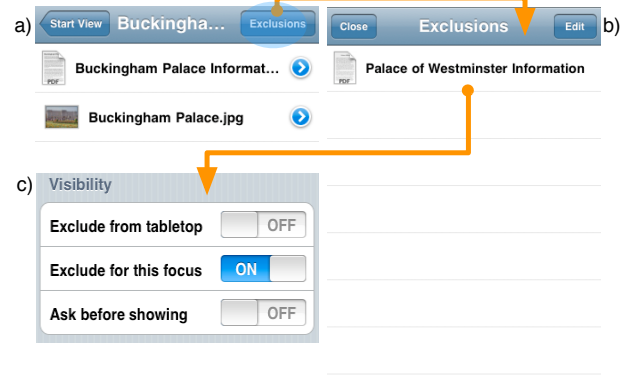 a)
Start View
Buckingha...
Exclusions
PDF
Buckingham Palace Informat...
Buckingham Palace.jpg
b)
Close
Exclusions
Edit
PDF
Palace of Westminster Information
c)
Visibility
Exclude from tabletop
OFF
Exclude for this focus
ON
Ask before showing
OFF